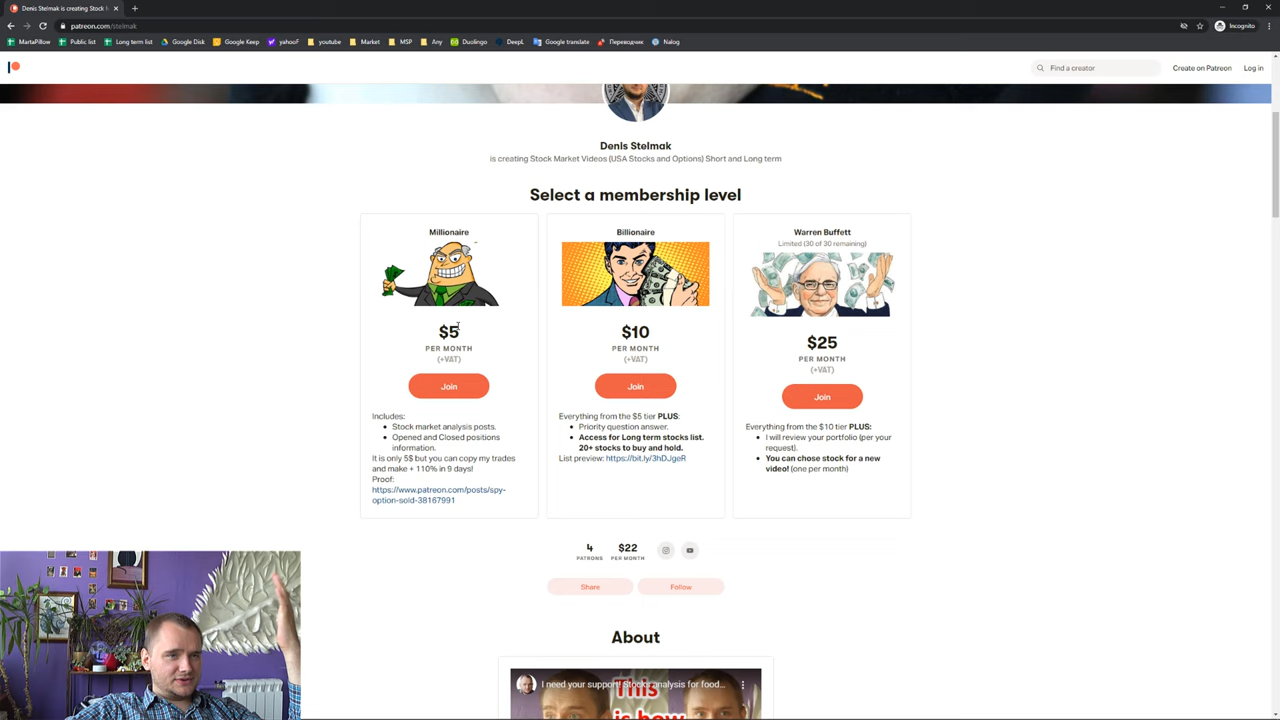 Denis Stelmak is creating Stock M
patreon.com/stelmak
Incognito
MartaPillow
Public list
Long term list
Google Disk
Google Keep
yahooF
youtube
Market
MSP
Any
Duolingo
DeepL
Google translate
Переводчик
Nalog
Find a creator
Create on Patreon
Log in
Denis Stelmak
is creating Stock Market Videos (USA Stocks and Options) Short and Long term
Select a membership level
Millionaire
$5
PER MONTH
(+VAT)
Join
Includes:
• Stock market analysis posts.
• Opened and Closed positions
information.
It is only 5$ but you can copy my trades
and make + 110% in 9 days!
Proof:
https://www.patreon.com/posts/spy-
option-sold-38167991
Billionaire
$10
PER MONTH
(+VAT)
Join
Everything from the $5 tier PLUS:
• Priority question answer.
• Access for Long term stocks list.
20+ stocks to buy and hold.
List preview: https://bit.ly/3hDJgeR
Warren Buffett
Limited (30 of 30 remaining)
$25
PER MONTH
(+VAT)
Join
Everything from the $10 tier PLUS:
• I will review your portfolio (per your
request).
• You can chose stock for a new
video! (one per month)
4
PATRONS
$22
PER MONTH
Share
Follow
About
I need your support! Stocks analysis for food...
This
is how